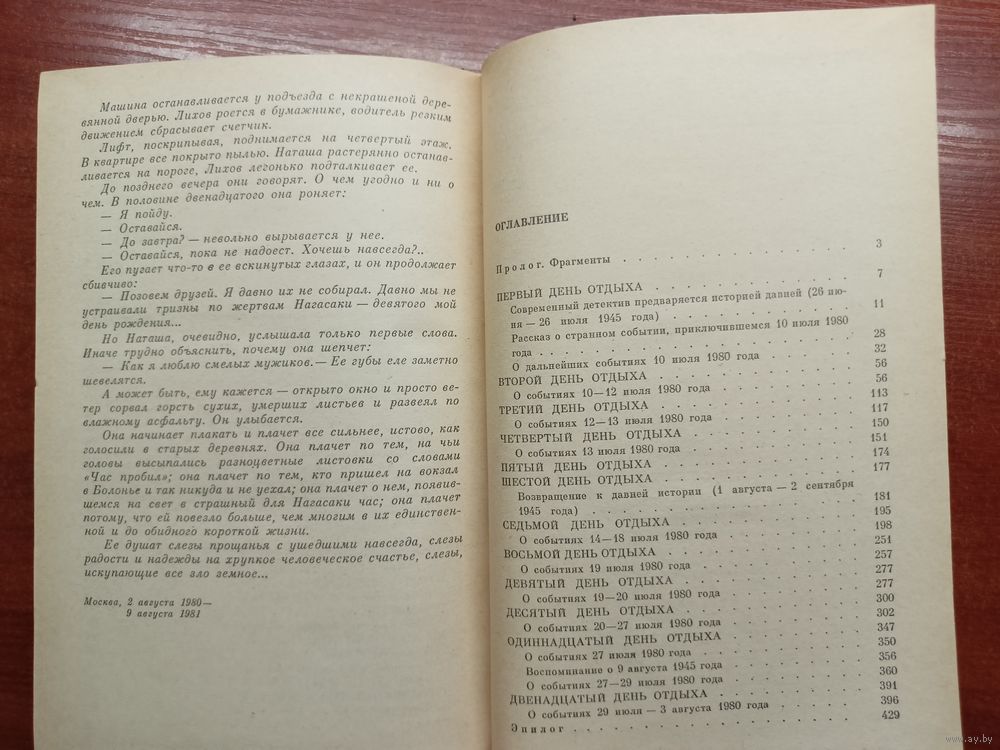 Машина останавливается у подъезда с некрашеной дере-
вянной дверью. Лихов роется в бумажнике, водитель резким
движением сбрасывает счетчик.
Лифт, поскрипывая, поднимается на четвертый этаж.
В квартире все покрыто пылью. Наташа растерянно останав-
ливается на пороге, Лихов легонько подталкивает ее.
До позднего вечера они говорят. О чем угодно и ни о
чем. В половине двенадцатого она роняет:
— Я пойду.
— Оставайся.
— До завтра? — невольно вырывается у нее.
— Оставайся, пока не надоест. Хочешь навсегда?..
Его пугает что-то в ее вскинутых глазах, и он продолжает
сбивчиво:
— Позовем друзей. Я давно их не собирал. Давно мы не
устраивали тризны по жертвам Нагасаки — девятого мой
день рождения...
Но Наташа, очевидно, услышала только первые слова.
Иначе трудно объяснить, почему она шепчет:
— Как я люблю смелых мужиков. — Ее губы еле заметно
шевелятся.
А может быть, ему кажется — открыто окно и просто ве-
тер сорвал горсть сухих, умерших листьев и развеял по
влажному асфальту. Он улыбается.
Она начинает плакать и плачет все сильнее, истово, как
голосили в старых деревнях. Она плачет по тем, на чьи
головы высыпались разноцветные листовки со словами
«Час пробил»; она плачет по тем, кто пришел на вокзал
в Болонье и так никуда и не уехал; она плачет о нем, появив-
шемся на свет в страшный для Нагасаки час; она плачет
потому, что ей повезло больше, чем многим в их единствен-
ной и до обидного короткой жизни.
Ее душат слезы прощанья с ушедшими навсегда, слезы
радости и надежды на хрупкое человеческое счастье, слезы,
искупающие все зло земное...
Москва, 2 августа 1980 —
9 августа 1981
ОГЛАВЛЕНИЕ
Пролог. Фрагменты . . . . . . . . . . 3
ПЕРВЫЙ ДЕНЬ ОТДЫХА . . . . . . . . . . 7
Современный детектив предваряется историей давней (26 ию-
ня — 26 июля 1945 года) . . . . . . . . . . 11
Рассказ о странном событии, приключившемся 10 июля 1980
года . . . . . . . . . . 28
О дальнейших событиях 10 июля 1980 года . . . . . . 32
ВТОРОЙ ДЕНЬ ОТДЫХА . . . . . . . . . . 56
О событиях 10—12 июля 1980 года . . . . . . . . 56
ТРЕТИЙ ДЕНЬ ОТДЫХА . . . . . . . . . . 113
О событиях 12—13 июля 1980 года . . . . . . . . 117
ЧЕТВЕРТЫЙ ДЕНЬ ОТДЫХА . . . . . . . . 150
О событиях 13 июля 1980 года . . . . . . . . 151
ПЯТЫЙ ДЕНЬ ОТДЫХА . . . . . . . . . . 174
ШЕСТОЙ ДЕНЬ ОТДЫХА . . . . . . . . . . 177
Возвращение к давней истории (1 августа — 2 сентября
1945 года) . . . . . . . . . . 181
СЕДЬМОЙ ДЕНЬ ОТДЫХА . . . . . . . . . . 195
О событиях 14—18 июля 1980 года . . . . . . . . 198
ВОСЬМОЙ ДЕНЬ ОТДЫХА . . . . . . . . . . 251
О событиях 19 июля 1980 года . . . . . . . . 257
ДЕВЯТЫЙ ДЕНЬ ОТДЫХА . . . . . . . . . . 277
О событиях 19—20 июля 1980 года . . . . . . . . 277
ДЕСЯТЫЙ ДЕНЬ ОТДЫХА . . . . . . . . . . 300
О событиях 20—27 июля 1980 года . . . . . . . . 302
ОДИННАДЦАТЫЙ ДЕНЬ ОТДЫХА . . . . . . . . 347
О событиях 27 июля 1980 года . . . . . . . . 350
Воспоминание о 9 августа 1945 года . . . . . . . . 356
О событиях 27—29 июля 1980 года . . . . . . . . 360
ДВЕНАДЦАТЫЙ ДЕНЬ ОТДЫХА . . . . . . . . 391
О событиях 29 июля — 3 августа 1980 года . . . . . . 396
Эпилог . . . . . . . . . . 429
© www.ay.by